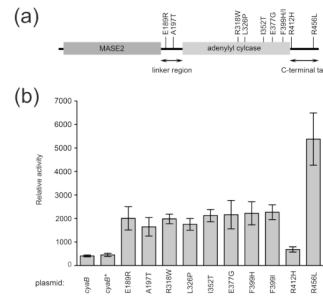 (a)
E189R
A197T
R318W
L326P
I352T
E377G
F399H/I
R412H
R456L
MASE2
adenylyl cylcase
linker region
C-terminal ta
(b)
Relative activity
7000
6000
5000
4000
3000
2000
1000
0
plasmid:
cyaB
cyaB*
E189R
A197T
R318W
L326P
I352T
E377G
F399H
F399I
R412H
R456L